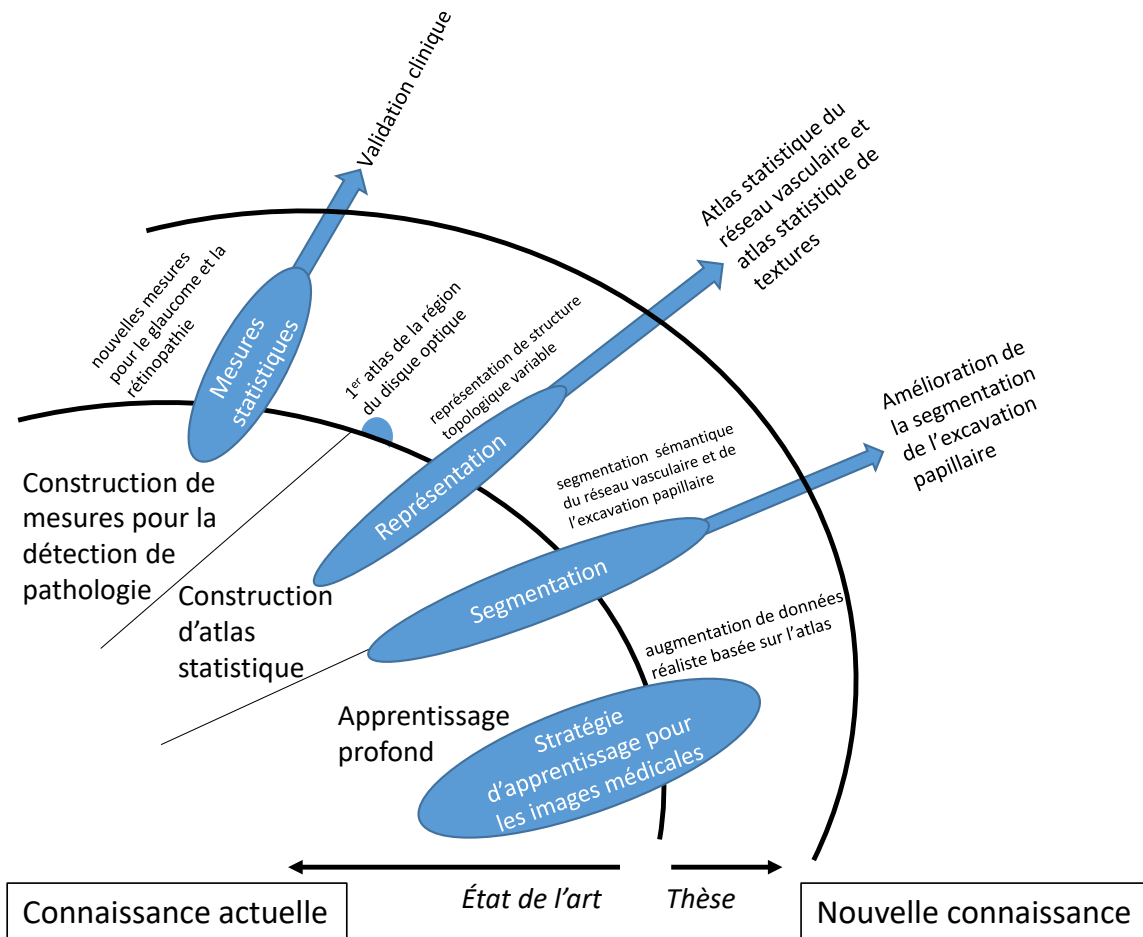 Validation clinique
Atlas statistique du
réseau vasculaire et
atlas statistique de
textures
nouvelles mesures
pour le glaucome et la
rétinopathie
Mesures
statistiques
1er atlas de la région
du disque optique
représentation de structure
topologique variable
Amélioration de
la segmentation
de l’excavation
papillaire
Représentation
segmentation sémantique
du réseau vasculaire et de
l’excavation papillaire
Construction de
mesures pour la
détection de
pathologie
Segmentation
Construction
d’atlas
statistique
augmentation de données
réaliste basée sur l’atlas
Apprentissage
profond
Stratégie
d’apprentissage pour
les images médicales
État de l’art
Thèse
Connaissance actuelle
Nouvelle connaissance